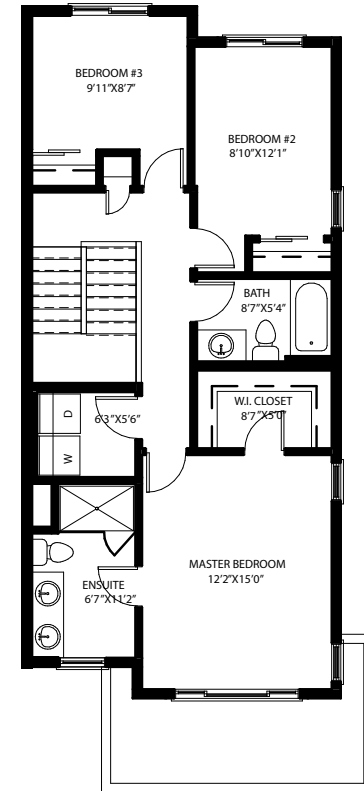 BEDROOM #3
9'11"X8'7"
BEDROOM #2
8'10"X12'1"
BATH
8'7"X5'4"
W.I. CLOSET
8'7"X5'0"
D
6'3"X5'6"
W
MASTER BEDROOM
12'2"X15'0"
ENSUITE
6'7"X11'2"